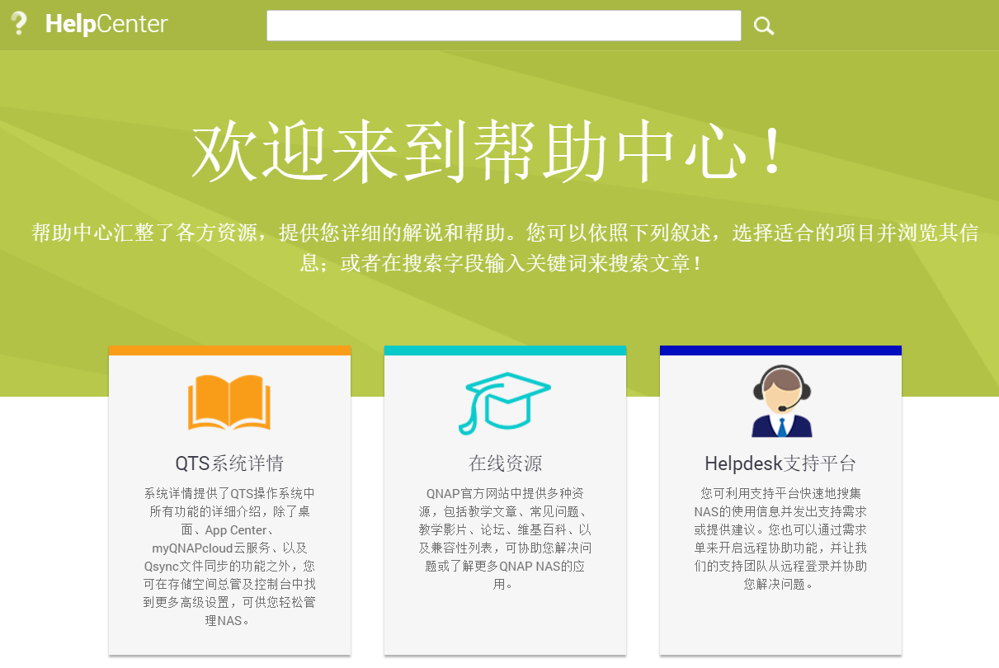 HelpCenter
欢迎来到帮助中心！
帮助中心汇整了各方资源，提供您详细的解说和帮助。您可以依照下列叙述，选择适合的项目并浏览其信
息；或者在搜索字段输入关键词来搜索文章！
QTS系统详情
系统详情提供了QTS操作系统中
所有功能的详细介绍，除了桌
面、App Center、
myQNAPcloud云服务、以及
Qsync文件同步的功能之外，您
可在存储空间总管及控制台中找
到更多高级设置，可供您轻松管
理NAS。
在线资源
QNAP官方网站中提供多种资
源，包括教学文章、常见问题、
教学影片、论坛、维基百科、以
及兼容性列表，可协助您解决问
题或了解更多QNAP NAS的应
用。
Helpdesk支持平台
您可利用支持平台快速地搜集
NAS的使用信息并发出支持需求
或提供建议。您也可以通过需求
单来开启远程协助功能，并让我
们的支持团队从远程登录并协助
您解决问题。